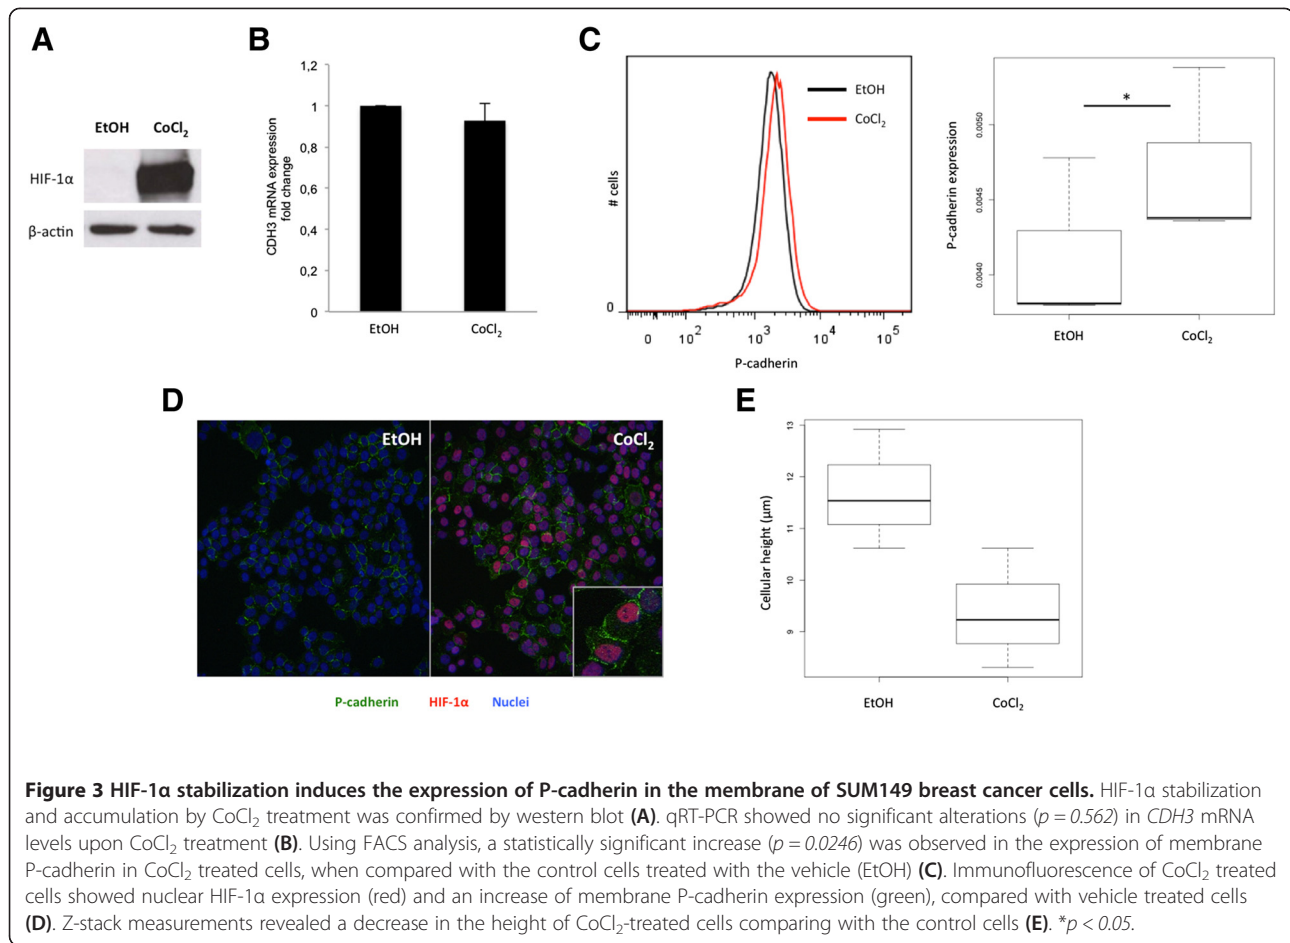 A
EtOH CoCl₂
HIF-1α
β-actin
B
CDH3 mRNA expression
fold change
1,2
1
0,8
0,6
0,4
0,2
0
EtOH CoCl₂
C
# cells
0
EtOH
CoCl₂
0 10² 10³ 10⁴ 10⁵
P-cadherin
P-cadherin expression
0.0050
0.0045
0.0040
*
EtOH CoCl₂
D
EtOH CoCl₂
P-cadherin HIF-1α Nuclei
E
Cellular height (μm)
13
12
11
10
9
EtOH CoCl₂
Figure 3 HIF-1α stabilization induces the expression of P-cadherin in the membrane of SUM149 breast cancer cells. HIF-1α stabilization
and accumulation by CoCl₂ treatment was confirmed by western blot (A). qRT-PCR showed no significant alterations (p = 0.562) in CDH3 mRNA
levels upon CoCl₂ treatment (B). Using FACS analysis, a statistically significant increase (p = 0.0246) was observed in the expression of membrane
P-cadherin in CoCl₂ treated cells, when compared with the control cells treated with the vehicle (EtOH) (C). Immunofluorescence of CoCl₂ treated
cells showed nuclear HIF-1α expression (red) and an increase of membrane P-cadherin expression (green), compared with vehicle treated cells
(D). Z-stack measurements revealed a decrease in the height of CoCl₂-treated cells comparing with the control cells (E). *p < 0.05.